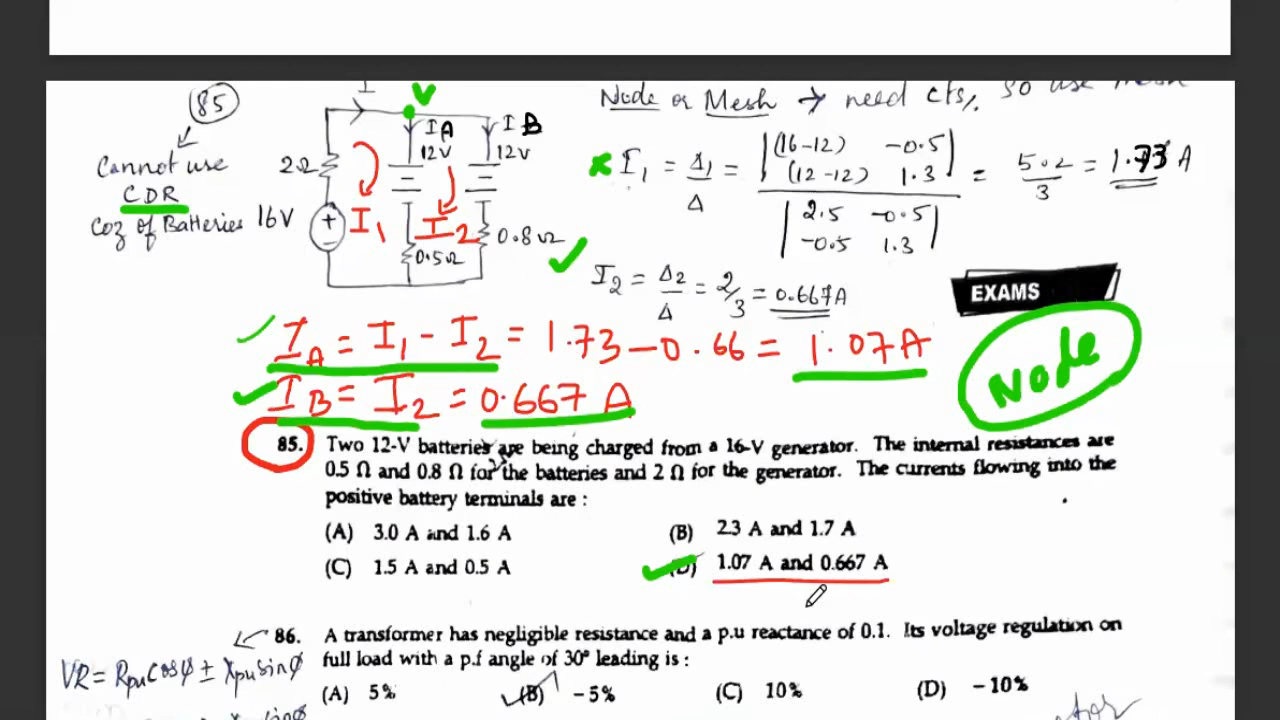 85
Cannot use
CDR
Coz of Batteries
I
V
IA
IB
12V
12V
2Ω
16V
I1
I2
0.8Ω
0.5Ω
Node or Mesh → need cts,. So use mesh
I1 = Δ1/Δ = |(16-12) -0.5| |(12-12) 1.3| / |2.5 -0.5| |-0.5 1.3| = 5.2/3 = 1.73 A
I2 = Δ2/Δ = 2/3 = 0.667A
EXAMS
Node
IA = I1 - I2 = 1.73 - 0.66 = 1.07A
IB = I2 = 0.667 A
85. Two 12-V batteries are being charged from a 16-V generator. The internal resistances are
0.5 Ω and 0.8 Ω for the batteries and 2 Ω for the generator. The currents flowing into the
positive battery terminals are :
(A) 3.0 A and 1.6 A (B) 2.3 A and 1.7 A
(C) 1.5 A and 0.5 A (D) 1.07 A and 0.667 A
86. A transformer has negligible resistance and a p.u reactance of 0.1. Its voltage regulation on
full load with a p.f angle of 30° leading is :
(A) 5% (B) -5% (C) 10% (D) -10%
VR = Rpu cosφ ± Xpu sinφ